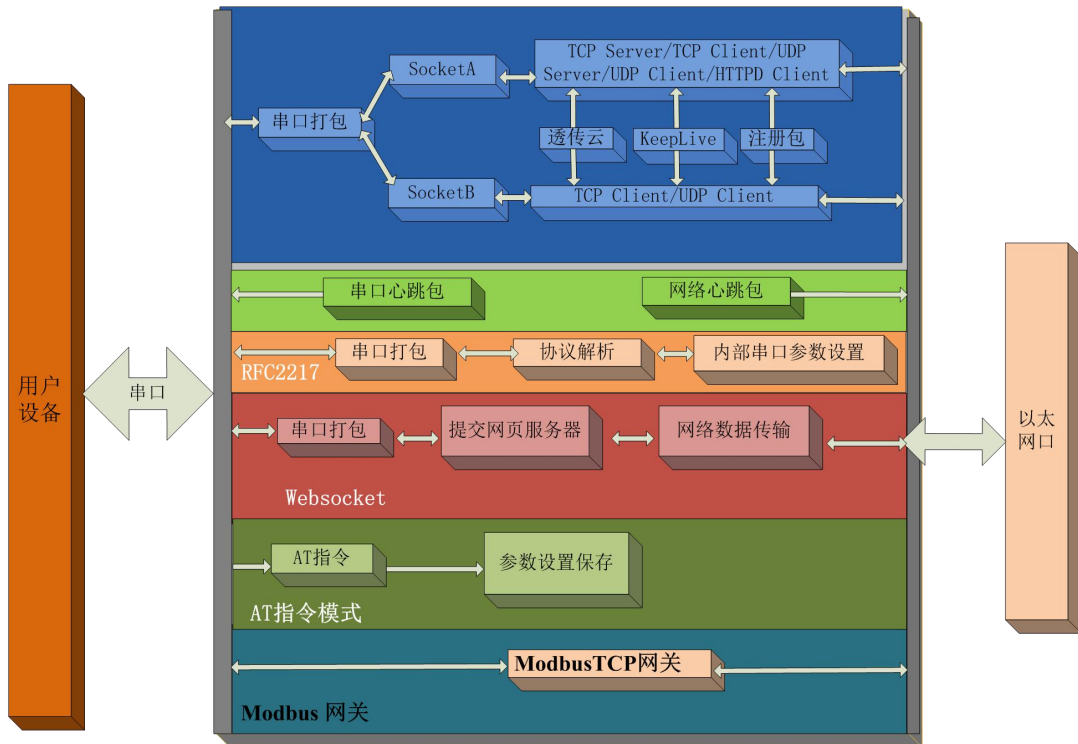 TCP Server/TCP Client/UDP
Server/UDP Client/HTTPD Client
SocketA
串口打包
透传云
KeepLive
注册包
SocketB
TCP Client/UDP Client
串口心跳包
网络心跳包
串口打包
协议解析
内部串口参数设置
RFC2217
用户
设备
串口
串口打包
提交网页服务器
网络数据传输
Websocket
以太
网口
AT指令
参数设置保存
AT指令模式
ModbusTCP网关
Modbus 网关